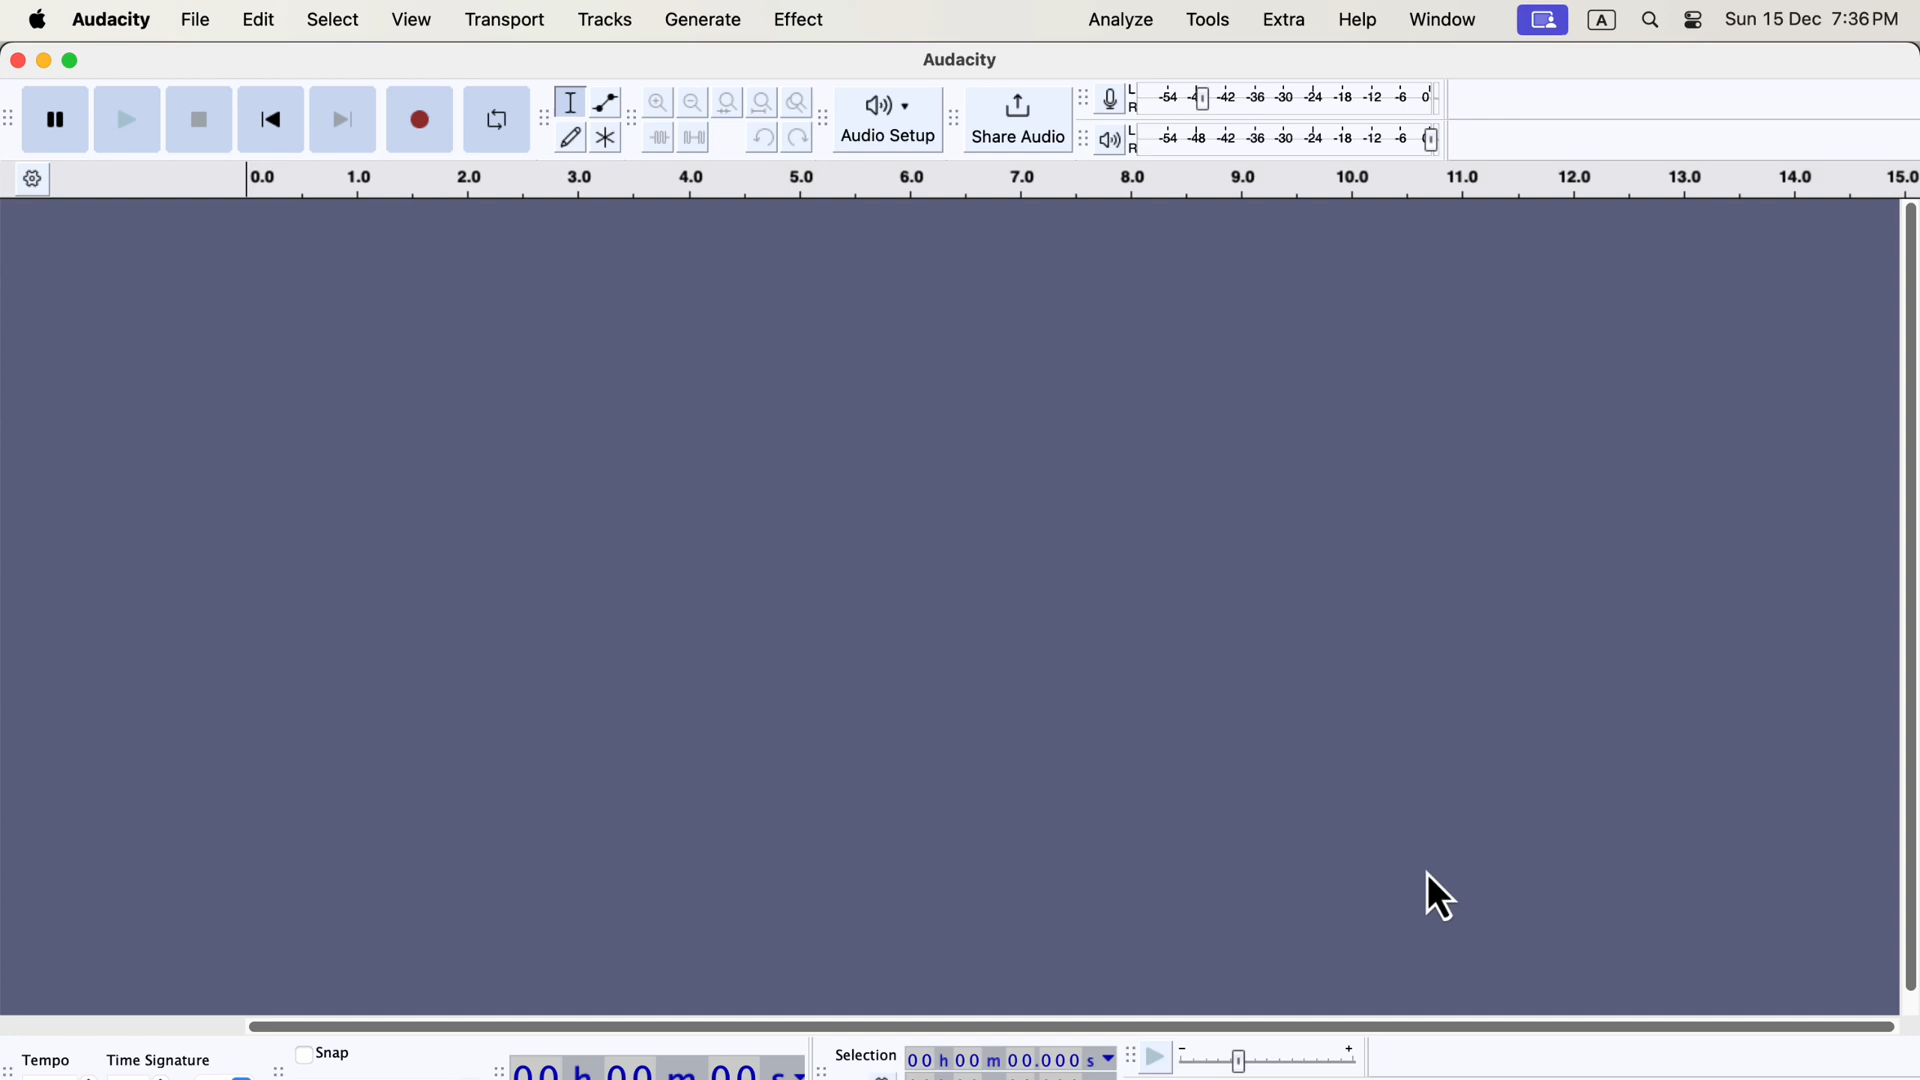 Audacity File Edit Select View Transport Tracks Generate Effect Analyze Tools Extra Help Window A Sun 15 Dec 7:36 PM
Audacity
Audio Setup
Share Audio
L
R
-54 -42 -36 -30 -24 -18 -12 -6 0
L
R
-54 -48 -42 -36 -30 -24 -18 -12 -6
0.0 1.0 2.0 3.0 4.0 5.0 6.0 7.0 8.0 9.0 10.0 11.0 12.0 13.0 14.0 15.0
Tempo
Time Signature
Snap
00 h 00 m 00 s
Selection
00 h 00 m 00.000 s
- +